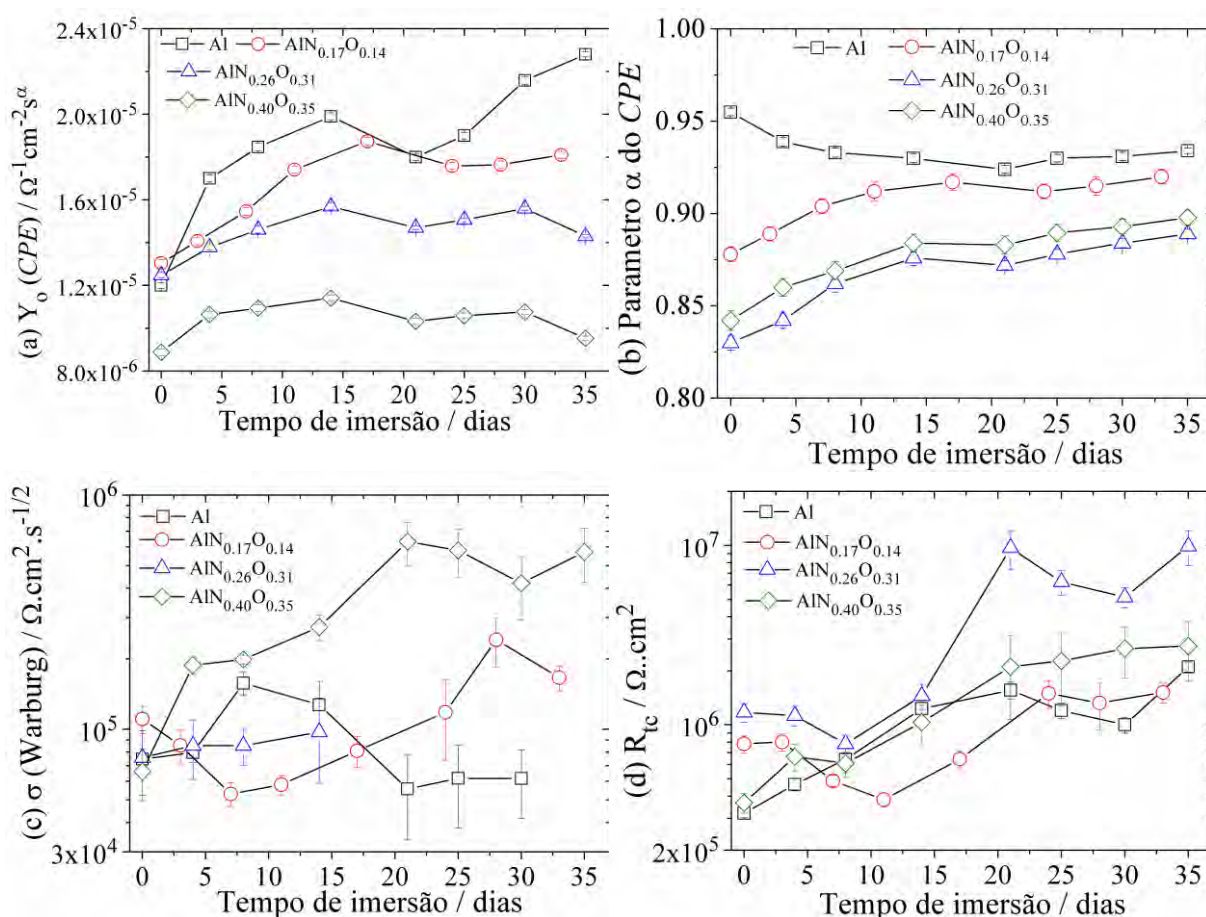 (a) Y₀ (CPE) / Ω⁻¹cm⁻²s^α
2.4x10⁻⁵
2.0x10⁻⁵
1.6x10⁻⁵
1.2x10⁻⁵
8.0x10⁻⁶
Al AlN₀.₁₇O₀.₁₄
AlN₀.₂₆O₀.₃₁
AlN₀.₄₀O₀.₃₅
0 5 10 15 20 25 30 35
Tempo de imersão / dias
(b) Parametro α do CPE
1.00
0.95
0.90
0.85
0.80
Al AlN₀.₁₇O₀.₁₄
AlN₀.₂₆O₀.₃₁
AlN₀.₄₀O₀.₃₅
0 5 10 15 20 25 30 35
Tempo de imersão / dias
(c) σ (Warburg) / Ω.cm².s⁻¹/²
10⁶
10⁵
3x10⁴
Al
AlN₀.₁₇O₀.₁₄
AlN₀.₂₆O₀.₃₁
AlN₀.₄₀O₀.₃₅
0 5 10 15 20 25 30 35
Tempo de imersão / dias
(d) Rtc / Ω..cm²
10⁷
10⁶
2x10⁵
Al
AlN₀.₁₇O₀.₁₄
AlN₀.₂₆O₀.₃₁
AlN₀.₄₀O₀.₃₅
0 5 10 15 20 25 30 35
Tempo de imersão / dias